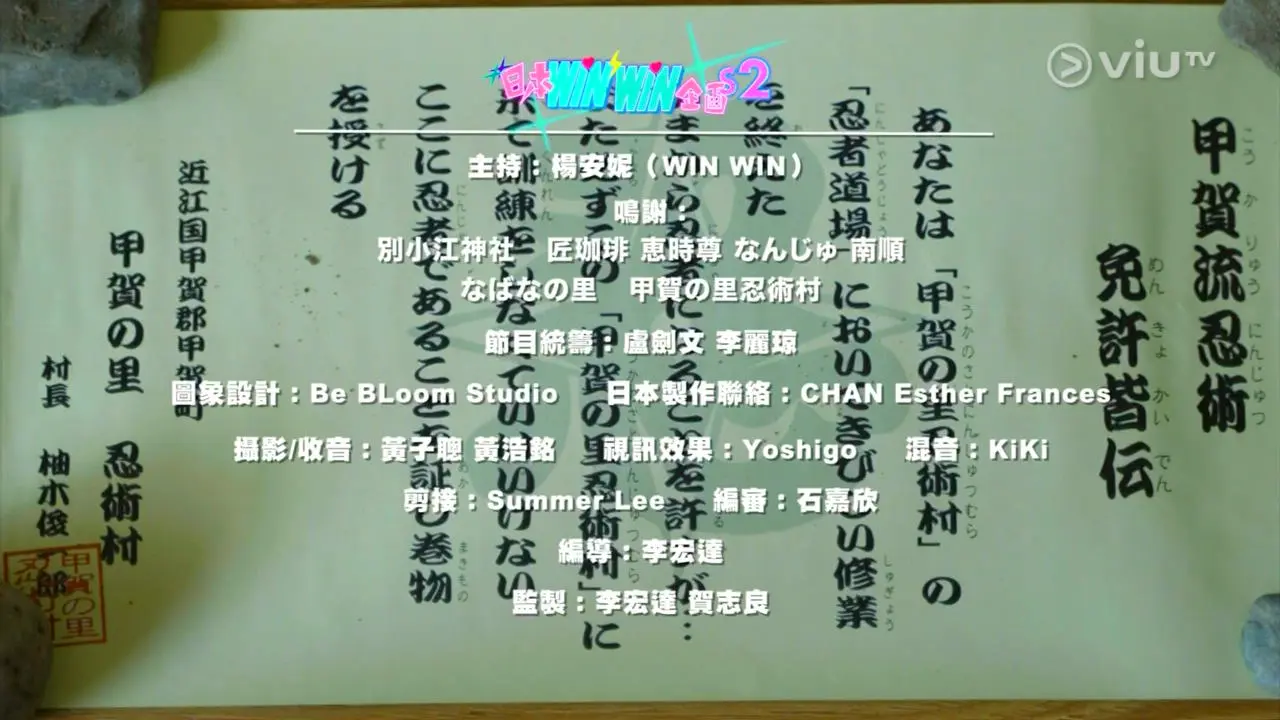 日本WiN WiN企画S2
viuTV
主持：楊安妮（WIN WIN）
鳴謝：
別小江神社　匠珈琲 恵時尊 なんじゅ 南順
なばなの里　甲賀の里忍術村
節目統籌：盧劍文 李麗琼
圖象設計：Be BLoom Studio　日本製作聯絡：CHAN Esther Frances
攝影/收音：黃子聰 黃浩銘　視訊效果：Yoshigo　混音：KiKi
剪接：Summer Lee　編審：石嘉欣
編導：李宏達
監製：李宏達 賀志良
甲賀流忍術
免許皆伝
あなたは「甲賀の里忍術村」の
「忍者道場」においてきびしい修業
を終えた
ここに忍者であることを証し巻物
を授ける
近江国甲賀郡甲賀町
甲賀の里 忍術村
村長 柚木俊一郎